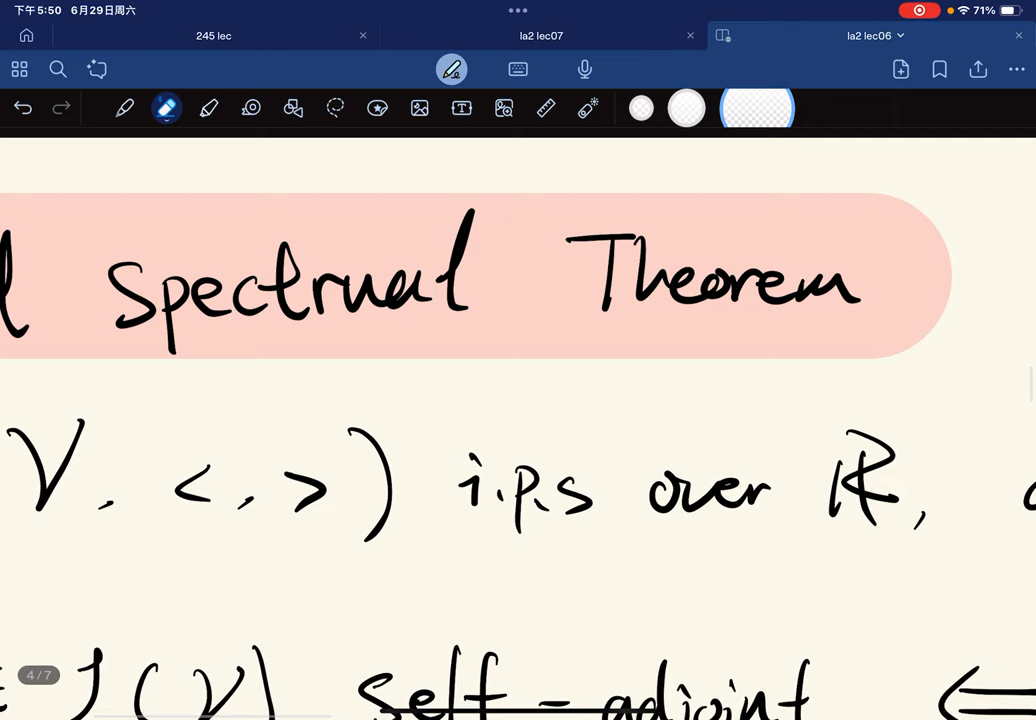 下午5:50 6月29日周六
71%
245 lec
la2 lec07
la2 lec06
l Spectrual Theorem
V, <,>) i.p.s over R,
4/7
L(V) self-adjoint ⟸